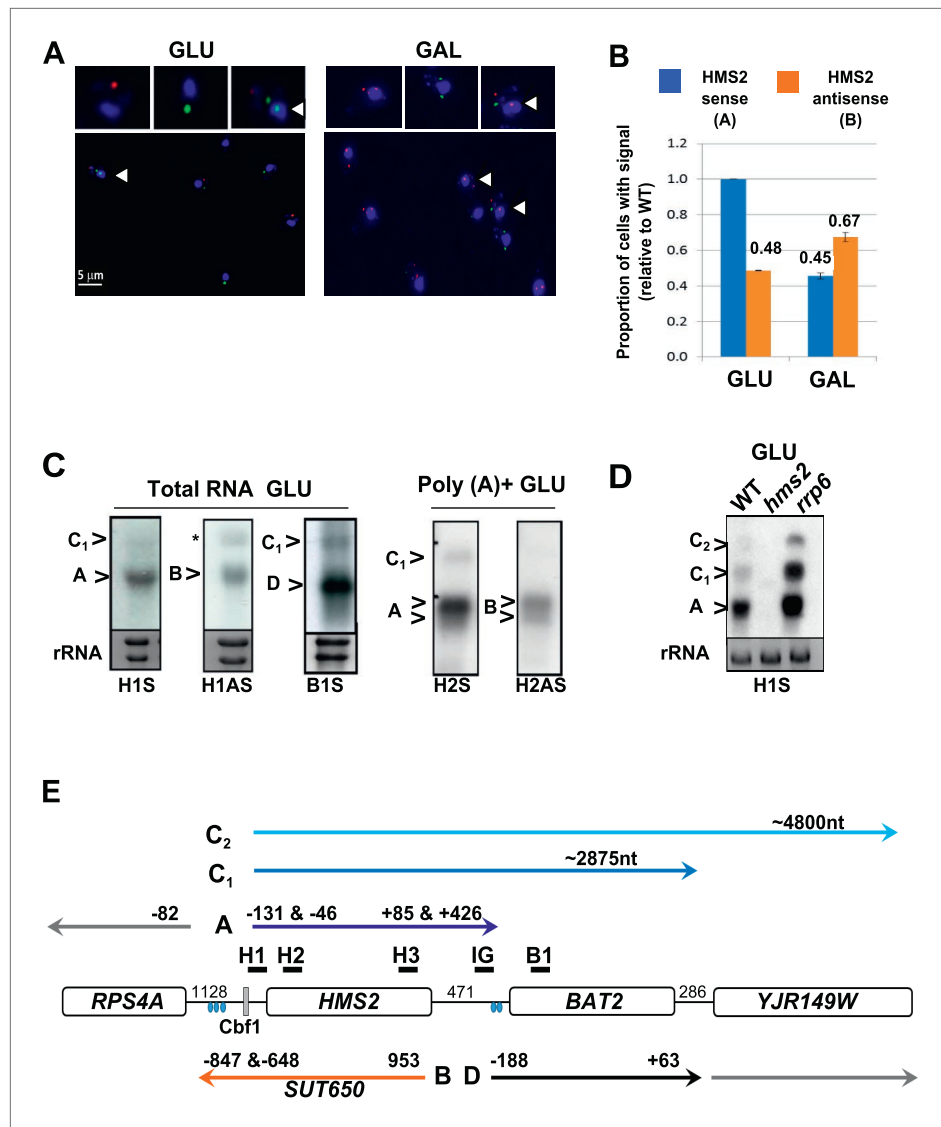 A
GLU
GAL
5 µm
B
HMS2 sense (A)
HMS2 antisense (B)
Proportion of cells with signal (relative to WT)
1.2
1.0
0.8
0.6
0.4
0.2
0.0
0.48
0.45
0.67
GLU
GAL
C
Total RNA GLU
Poly (A)+ GLU
C1 >
A >
* 
B >
C1 >
D >
C1 >
A > >
B > >
rRNA
H1S
H1AS
B1S
H2S
H2AS
D
GLU
WT
hms2
rrp6
C2 >
C1 >
A >
rRNA
H1S
E
C2
~4800nt
C1
~2875nt
-82
A
-131 & -46
+85 & +426
H1
H2
H3
IG
B1
RPS4A
1128
Cbf1
HMS2
471
BAT2
286
YJR149W
-847 &-648
953
SUT650
B
D
-188
+63